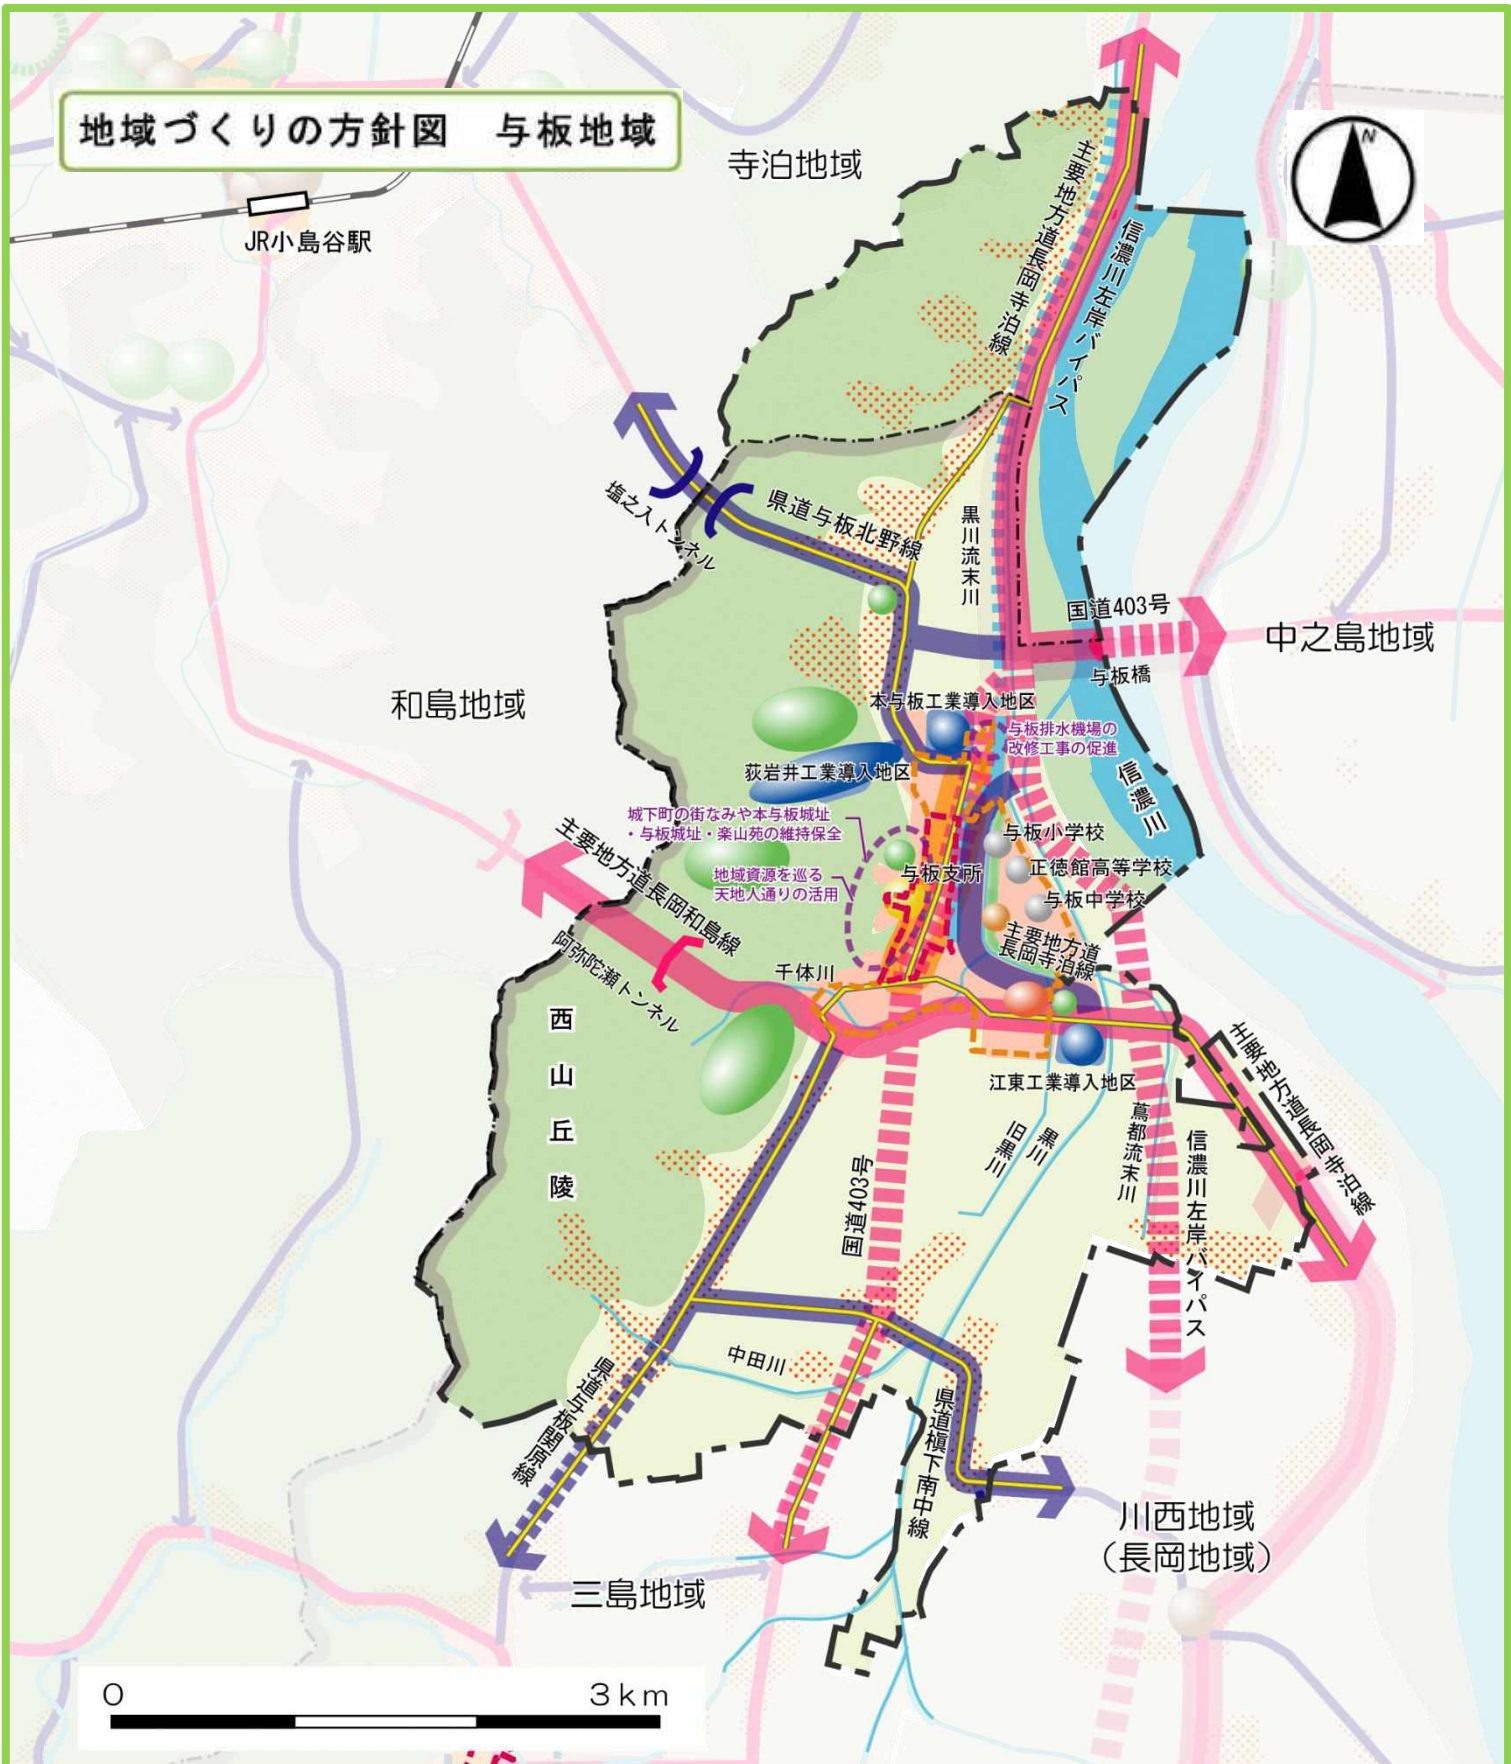 地域づくりの方針図 与板地域
N
寺泊地域
JR小島谷駅
主要地方道長岡寺泊線
信濃川左岸バイパス
塩之入トンネル
県道与板北野線
黒川流末川
国道403号
中之島地域
与板橋
和島地域
本与板工業導入地区
与板排水機場の
改修工事の促進
荻岩井工業導入地区
信濃川
城下町の街なみや本与板城址
・与板城址・楽山苑の維持保全
与板小学校
主要地方道長岡和島線
与板支所
正徳館高等学校
地域資源を巡る
天地人通りの活用
与板中学校
主要地方道
長岡寺泊線
阿弥陀瀬トンネル
千体川
西山丘陵
江東工業導入地区
主要地方道長岡寺泊線
旧黒川
黒川
蔦都流末川
信濃川左岸バイパス
国道403号
中田川
県道与板関原線
県道槇下南中線
川西地域
（長岡地域）
三島地域
0
3km